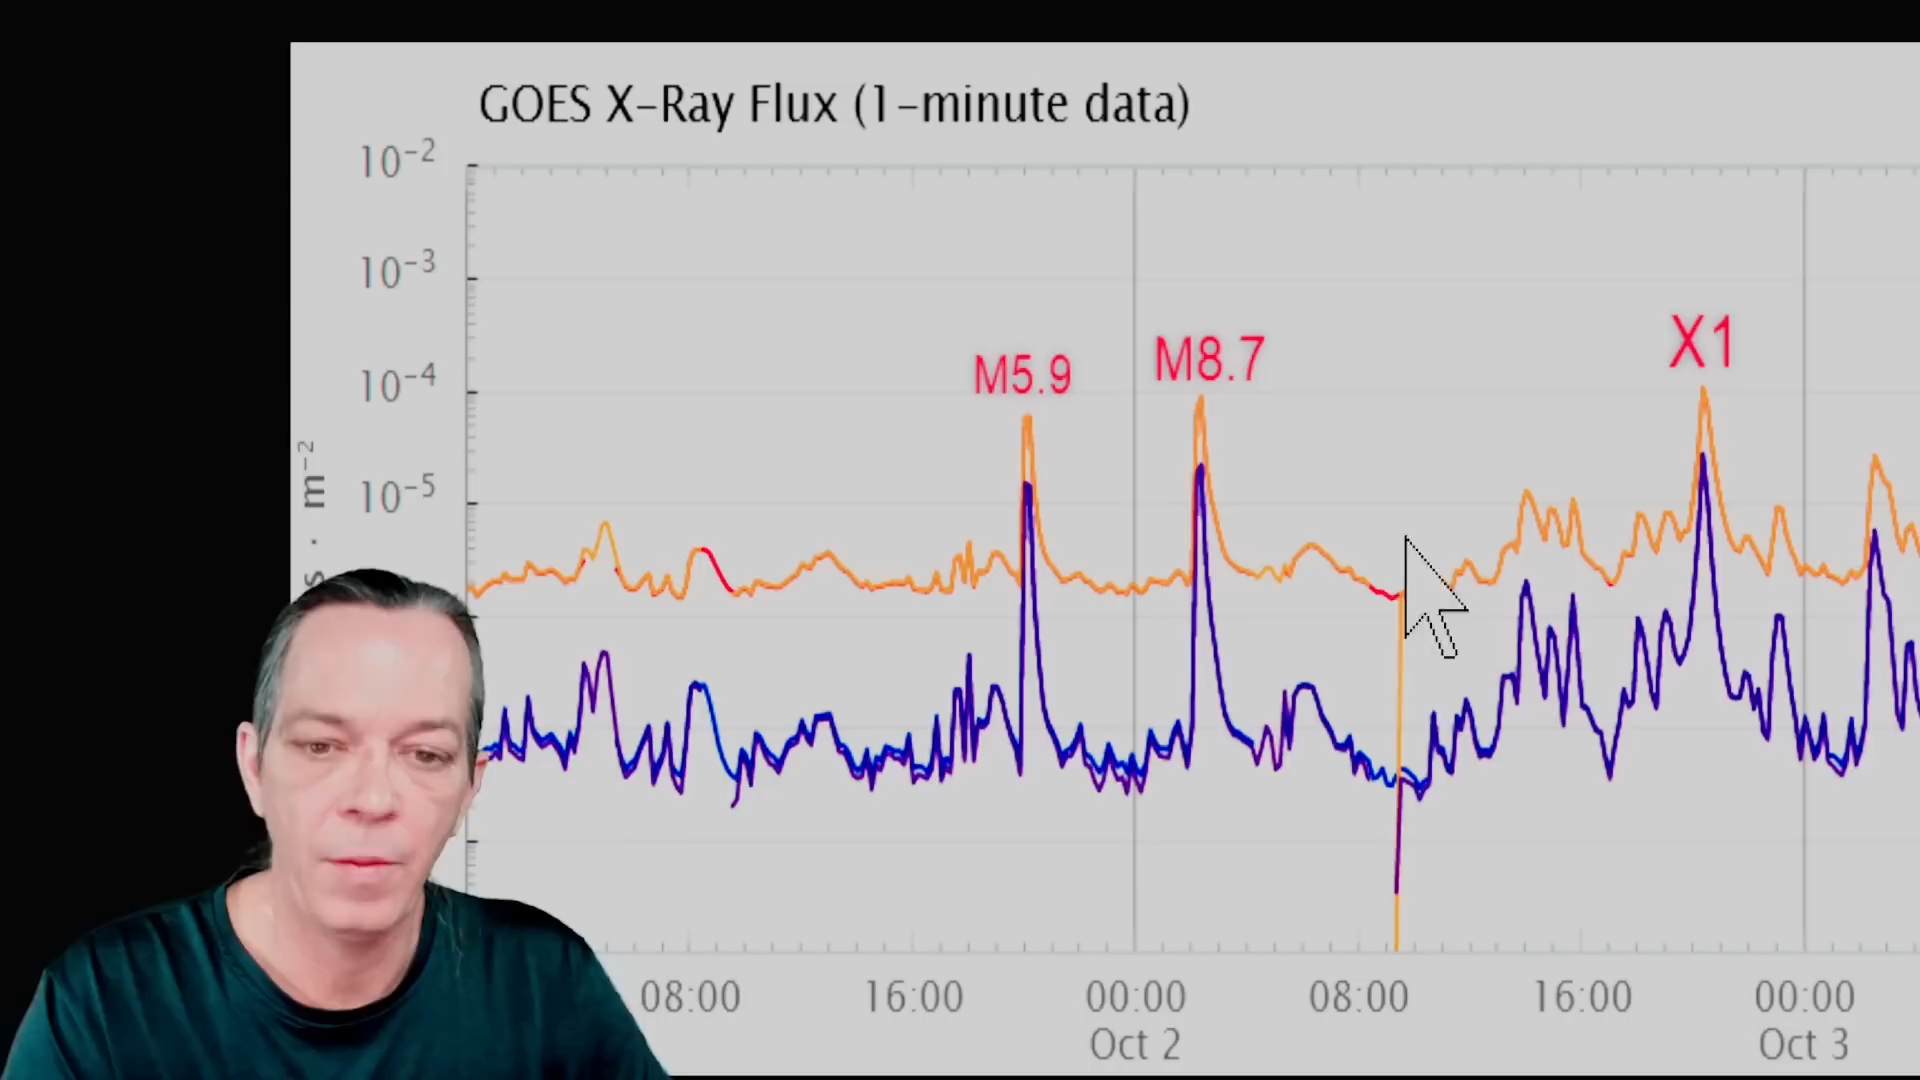 GOES X-Ray Flux (1-minute data)
10⁻²
10⁻³
10⁻⁴
10⁻⁵
s · m⁻²
M5.9
M8.7
X1
08:00 16:00 00:00 08:00 16:00 00:00
Oct 2 Oct 3